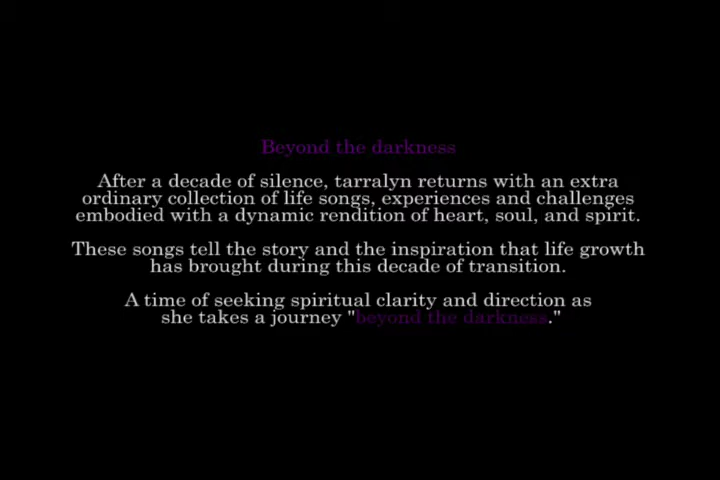 Beyond the darkness
After a decade of silence, tarralyn returns with an extra
ordinary collection of life songs, experiences and challenges
embodied with a dynamic rendition of heart, soul, and spirit.
These songs tell the story and the inspiration that life growth
has brought during this decade of transition.
A time of seeking spiritual clarity and direction as
she takes a journey "beyond the darkness."